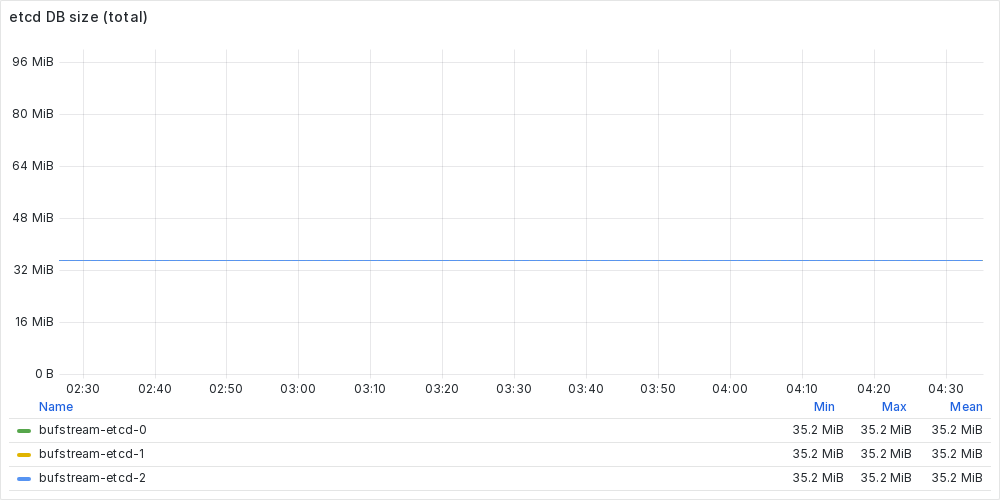 etcd DB size (total)
96 MiB
80 MiB
64 MiB
48 MiB
32 MiB
16 MiB
0 B
02:30 02:40 02:50 03:00 03:10 03:20 03:30 03:40 03:50 04:00 04:10 04:20 04:30
Name Min Max Mean
bufstream-etcd-0 35.2 MiB 35.2 MiB 35.2 MiB
bufstream-etcd-1 35.2 MiB 35.2 MiB 35.2 MiB
bufstream-etcd-2 35.2 MiB 35.2 MiB 35.2 MiB